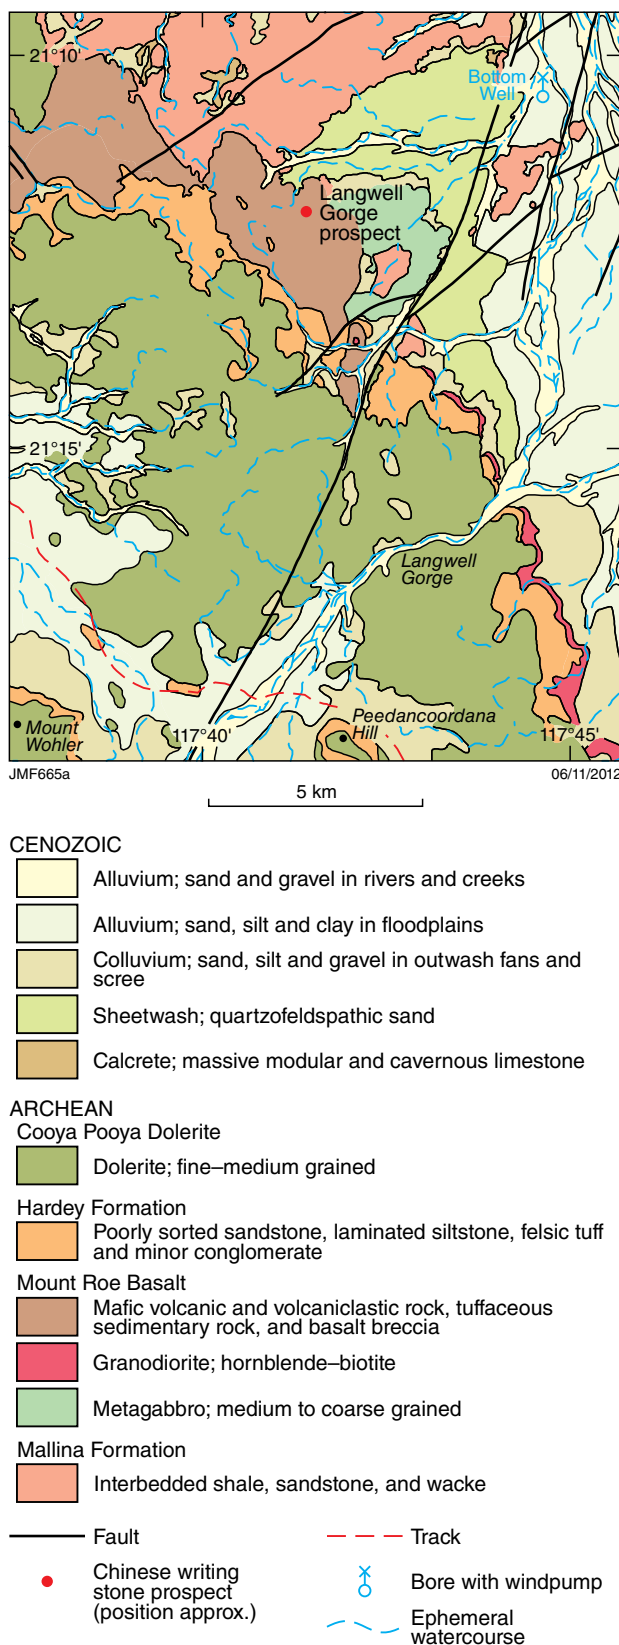 21°10'
Bottom
Well
Langwell
Gorge
prospect
21°15'
Langwell
Gorge
Mount
Wohler
117°40'
Peedancoordana
Hill
117°45'
JMF665a
06/11/2012
5 km
CENOZOIC
Alluvium; sand and gravel in rivers and creeks
Alluvium; sand, silt and clay in floodplains
Colluvium; sand, silt and gravel in outwash fans and
scree
Sheetwash; quartzofeldspathic sand
Calcrete; massive modular and cavernous limestone
ARCHEAN
Cooya Pooya Dolerite
Dolerite; fine–medium grained
Hardey Formation
Poorly sorted sandstone, laminated siltstone, felsic tuff
and minor conglomerate
Mount Roe Basalt
Mafic volcanic and volcaniclastic rock, tuffaceous
sedimentary rock, and basalt breccia
Granodiorite; hornblende–biotite
Metagabbro; medium to coarse grained
Mallina Formation
Interbedded shale, sandstone, and wacke
Fault
Track
Chinese writing
stone prospect
(position approx.)
Bore with windpump
Ephemeral
watercourse